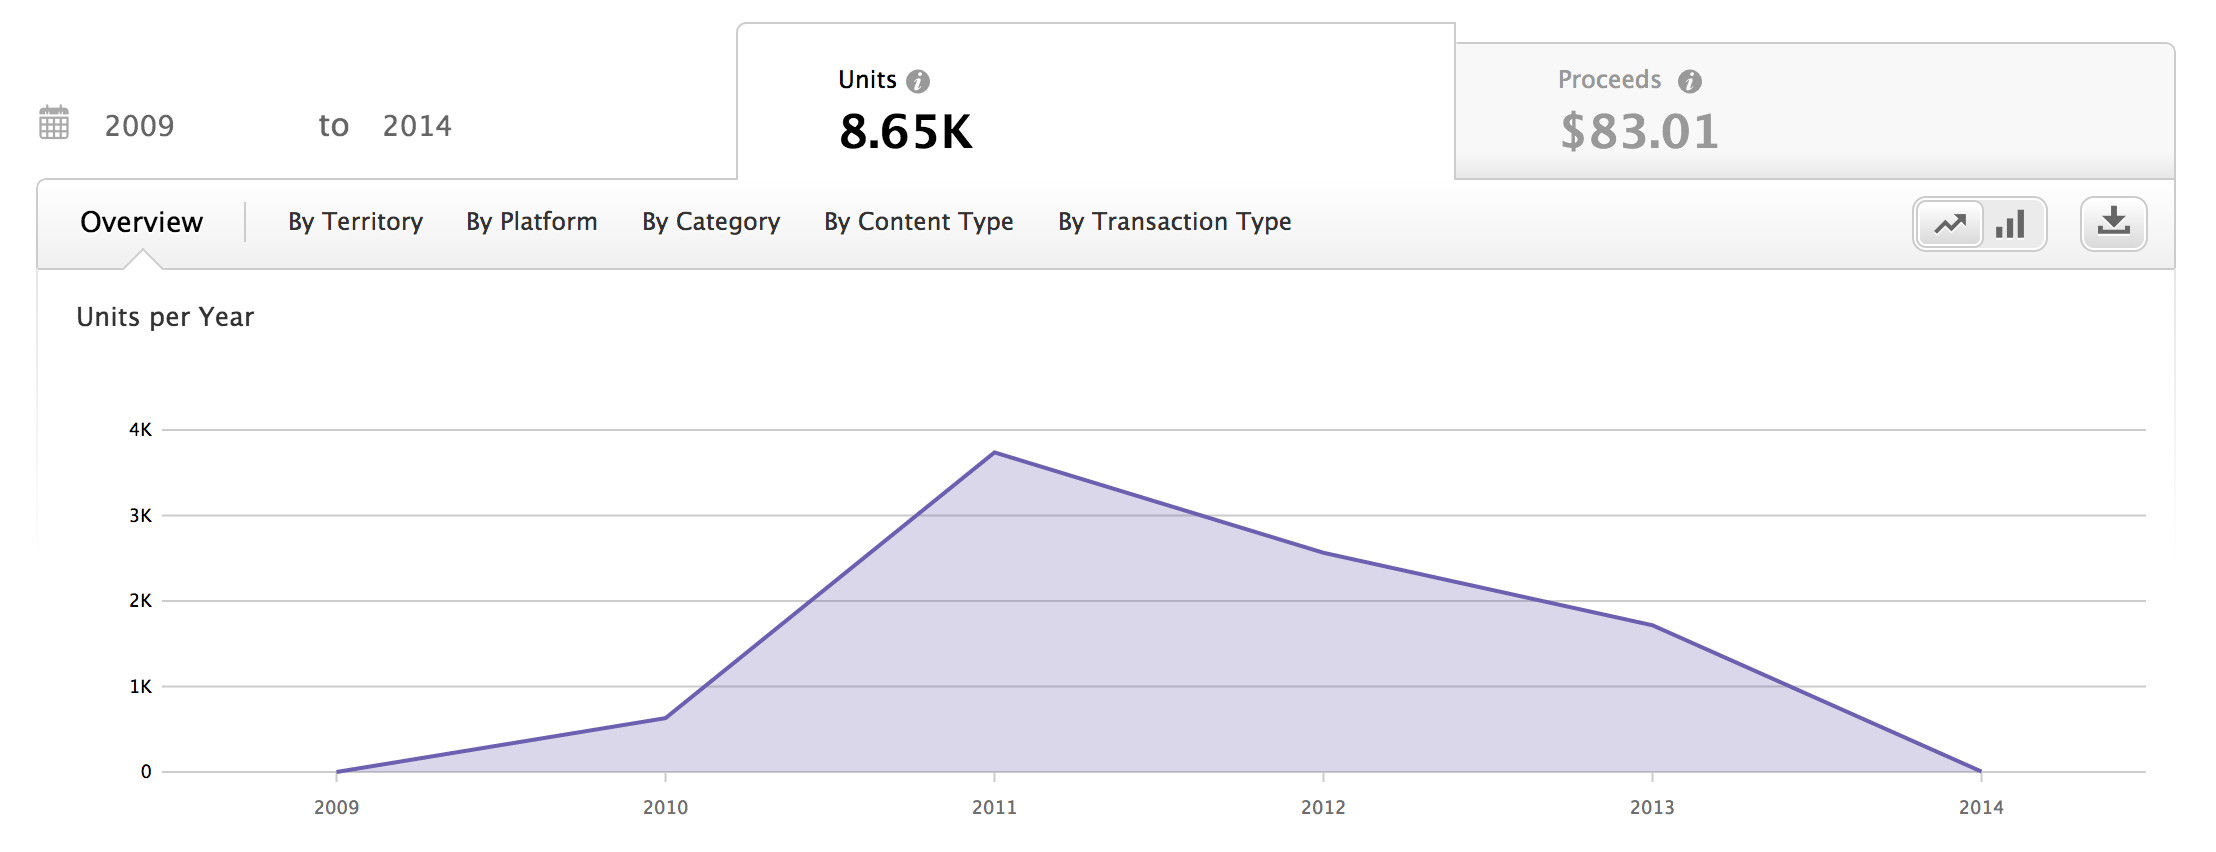 2009 to 2014
Units
8.65K
Proceeds
$83.01
Overview By Territory By Platform By Category By Content Type By Transaction Type
Units per Year
4K
3K
2K
1K
0
2009 2010 2011 2012 2013 2014